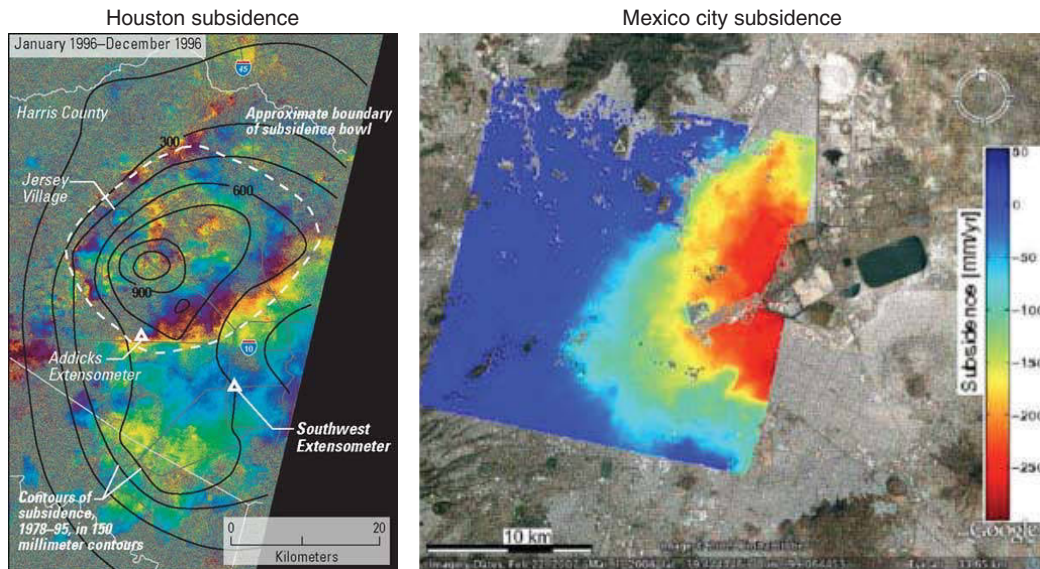 Houston subsidence
January 1996–December 1996
45
Harris County
Approximate boundary
of subsidence bowl
300
Jersey
Village
600
900
Addicks
Extensometer
10
Southwest
Extensometer
Contours of
subsidence,
1978–95, in 150
millimeter contours
0
20
Kilometers
Mexico city subsidence
50
0
-50
-100
-150
-200
-250
Subsidence [mm/yr]
10 km
Google